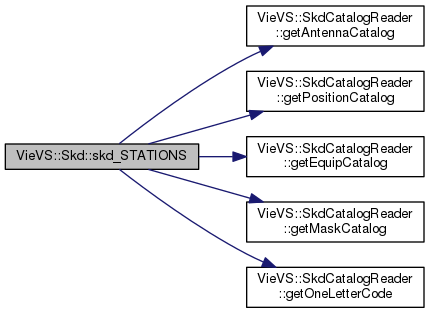 VieVS::SkdCatalogReader
::getAntennaCatalog
VieVS::SkdCatalogReader
::getPositionCatalog
VieVS::Skd::skd_STATIONS
VieVS::SkdCatalogReader
::getEquipCatalog
VieVS::SkdCatalogReader
::getMaskCatalog
VieVS::SkdCatalogReader
::getOneLetterCode